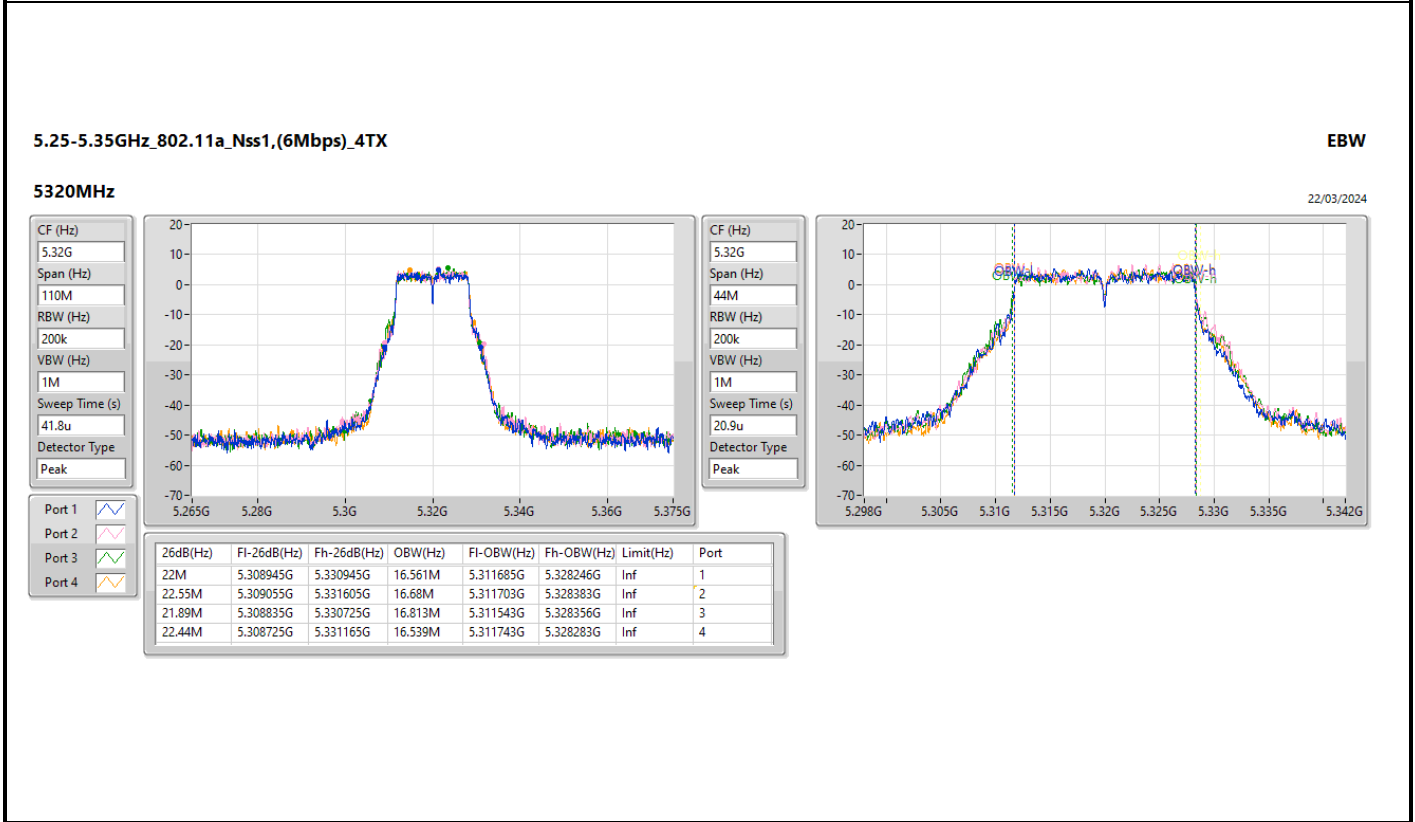 5.25-5.35GHz_802.11a_Nss1,(6Mbps)_4TX
EBW
5320MHz
22/03/2024
CF (Hz)
5.32G
Span (Hz)
110M
RBW (Hz)
200k
VBW (Hz)
1M
Sweep Time (s)
41.8u
Detector Type
Peak
20
10
0
-10
-20
-30
-40
-50
-60
-70
5.265G 5.28G 5.3G 5.32G 5.34G 5.36G 5.375G
CF (Hz)
5.32G
Span (Hz)
44M
RBW (Hz)
200k
VBW (Hz)
1M
Sweep Time (s)
20.9u
Detector Type
Peak
20
10
0
-10
-20
-30
-40
-50
-60
-70
OBW-h
5.298G 5.305G 5.31G 5.315G 5.32G 5.325G 5.33G 5.335G 5.342G
Port 1
Port 2
Port 3
Port 4
26dB(Hz) Fl-26dB(Hz) Fh-26dB(Hz) OBW(Hz) Fl-OBW(Hz) Fh-OBW(Hz) Limit(Hz) Port
22M 5.308945G 5.330945G 16.561M 5.311685G 5.328246G Inf 1
22.55M 5.309055G 5.331605G 16.68M 5.311703G 5.328383G Inf 2
21.89M 5.308835G 5.330725G 16.813M 5.311543G 5.328356G Inf 3
22.44M 5.308725G 5.331165G 16.539M 5.311743G 5.328283G Inf 4